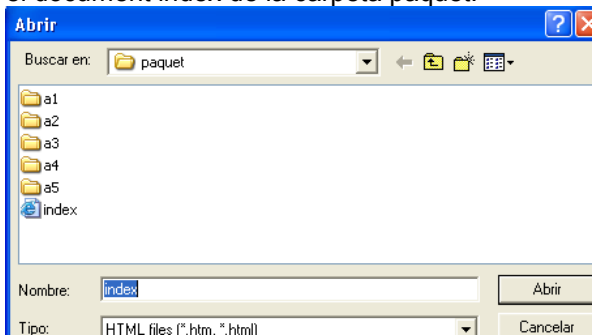 el document index de la carpeta paquet.
Abrir
Buscar en: paquet
a1
a2
a3
a4
a5
index
Nombre: index Abrir
Tipo: HTML files (*.htm, *.html) Cancelar